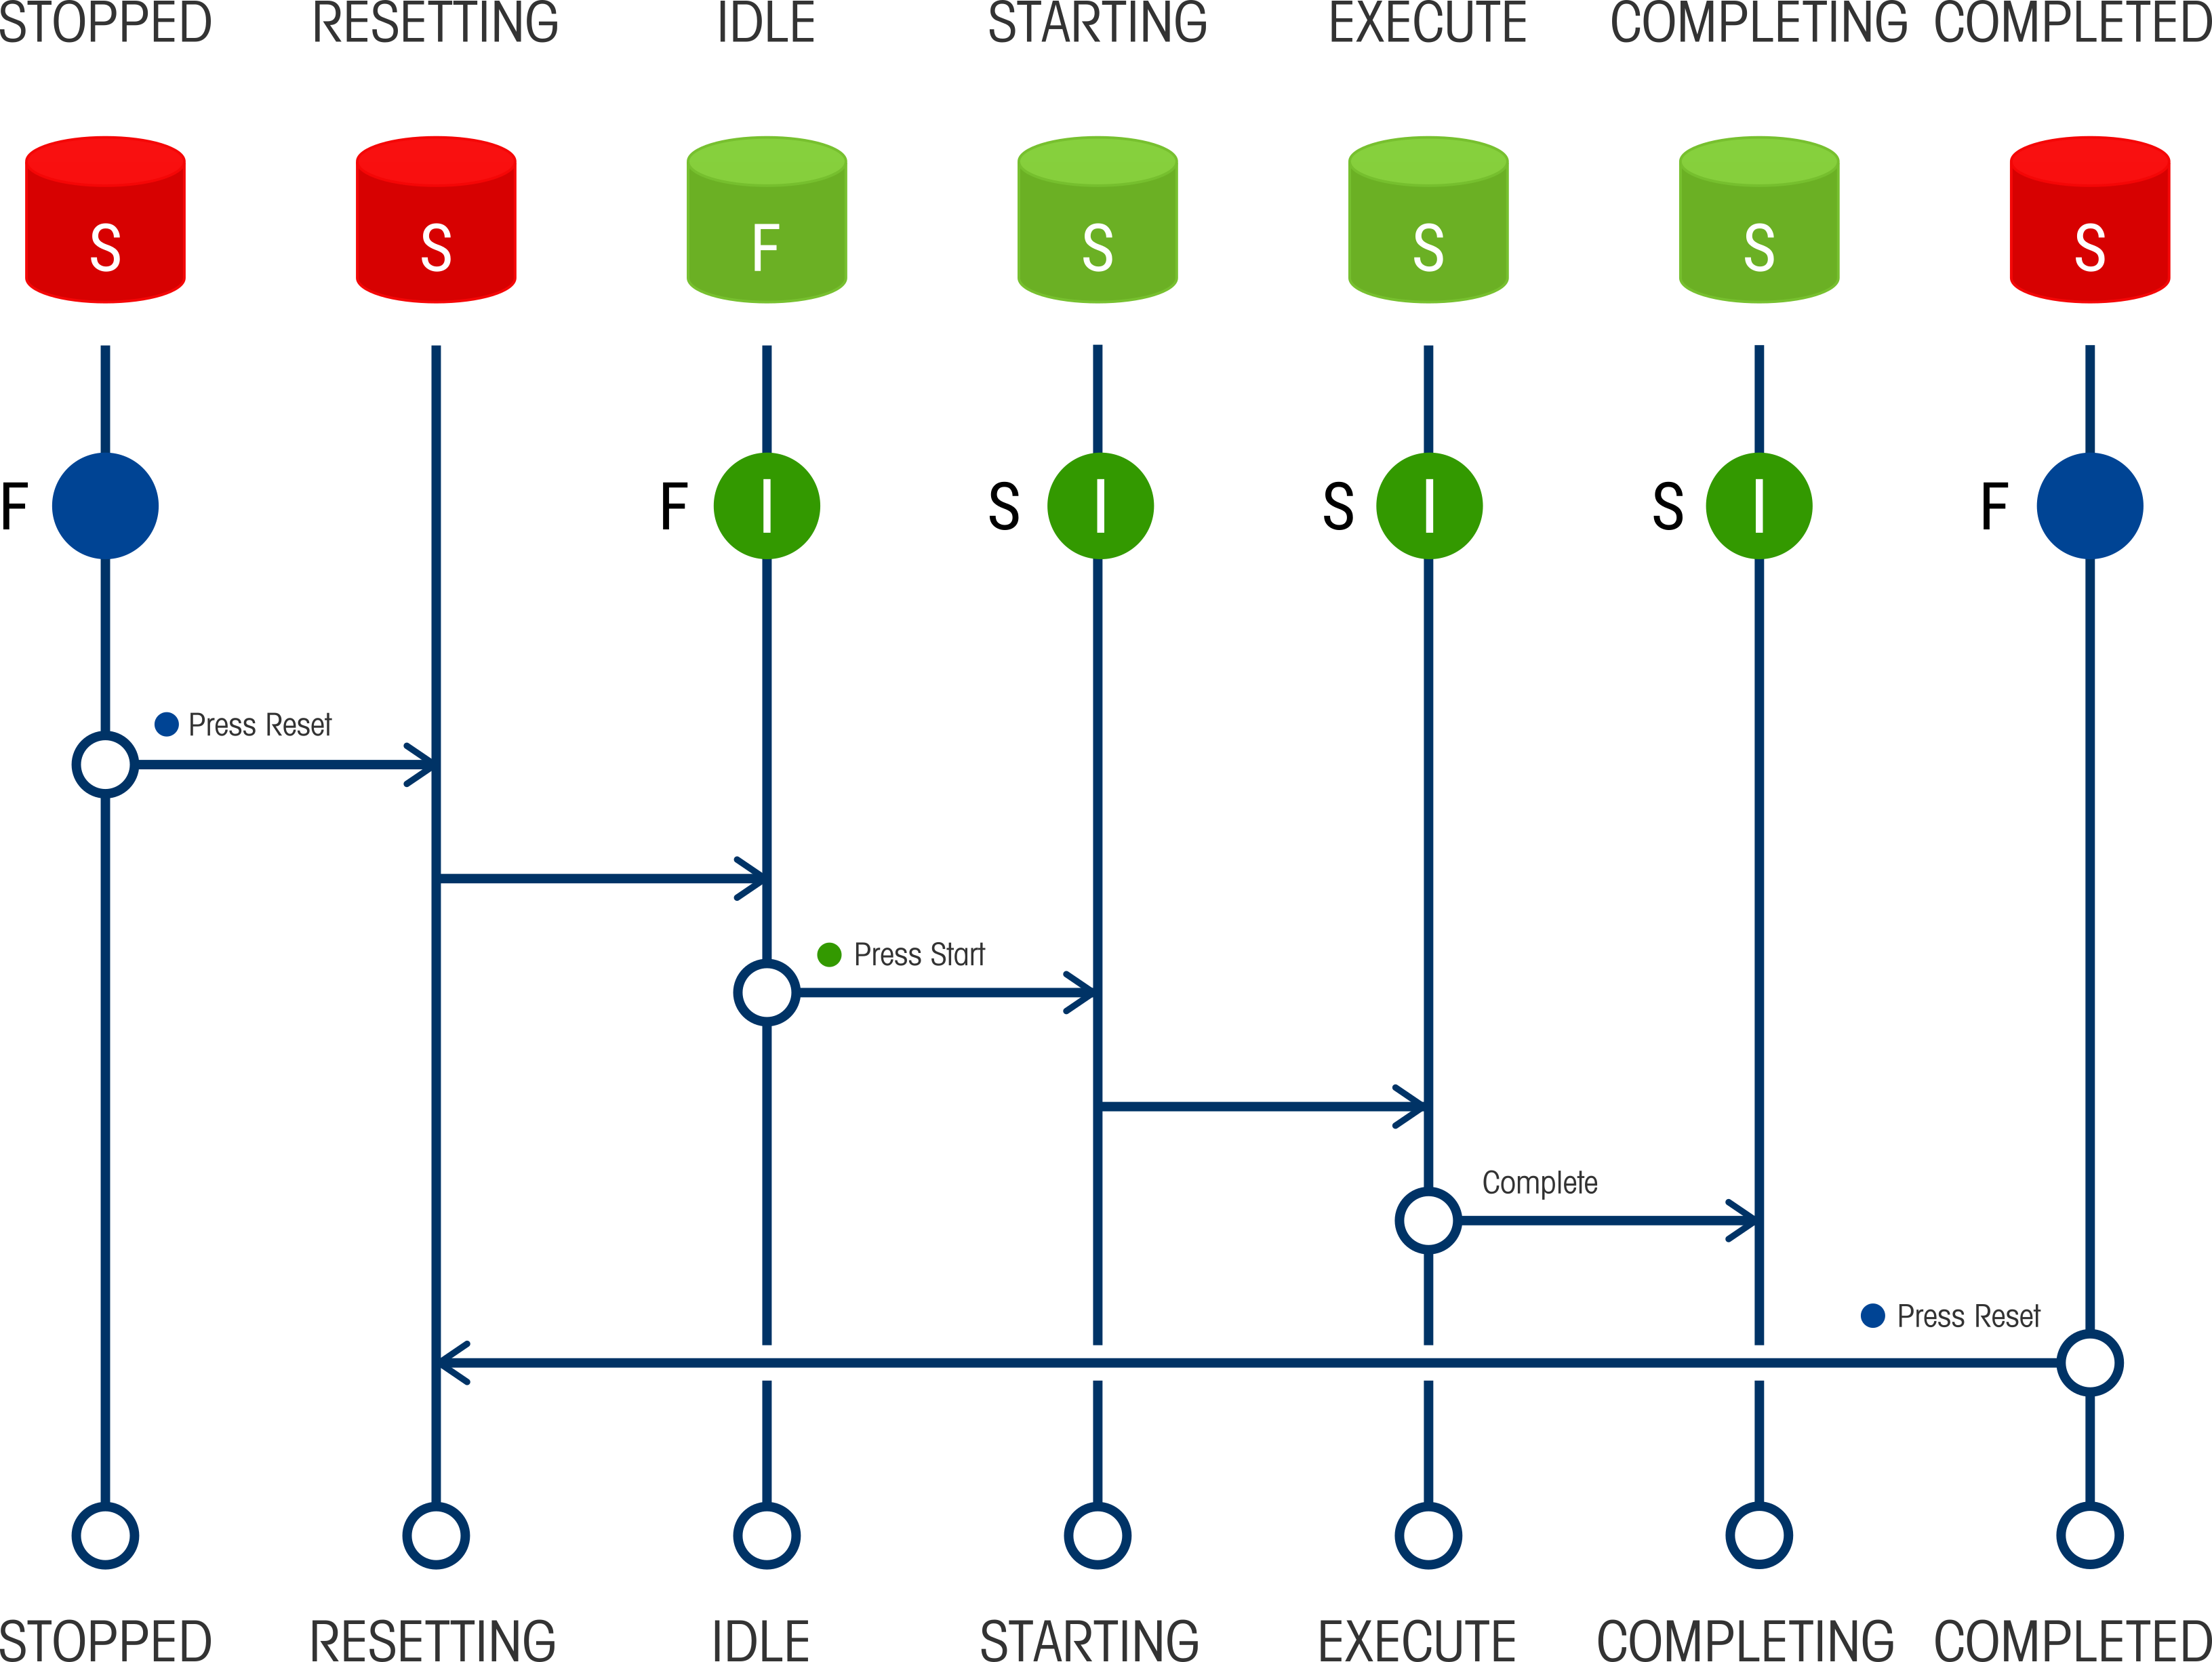 STOPPED RESETTING IDLE STARTING EXECUTE COMPLETING COMPLETED
S S F S S S S
F F I S I S I S I F
Press Reset
Press Start
Complete
Press Reset
STOPPED RESETTING IDLE STARTING EXECUTE COMPLETING COMPLETED